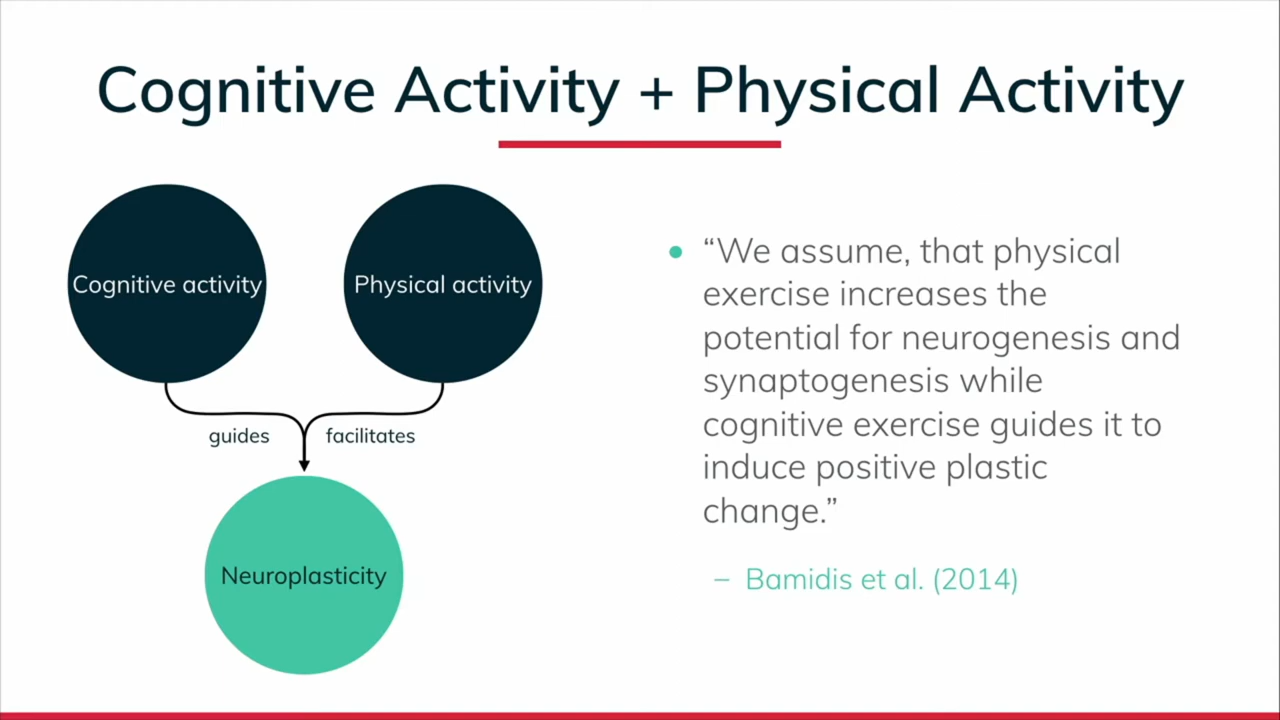 Cognitive Activity + Physical Activity
Cognitive activity
Physical activity
guides
facilitates
Neuroplasticity
• “We assume, that physical
exercise increases the
potential for neurogenesis and
synaptogenesis while
cognitive exercise guides it to
induce positive plastic
change.”
– Bamidis et al. (2014)